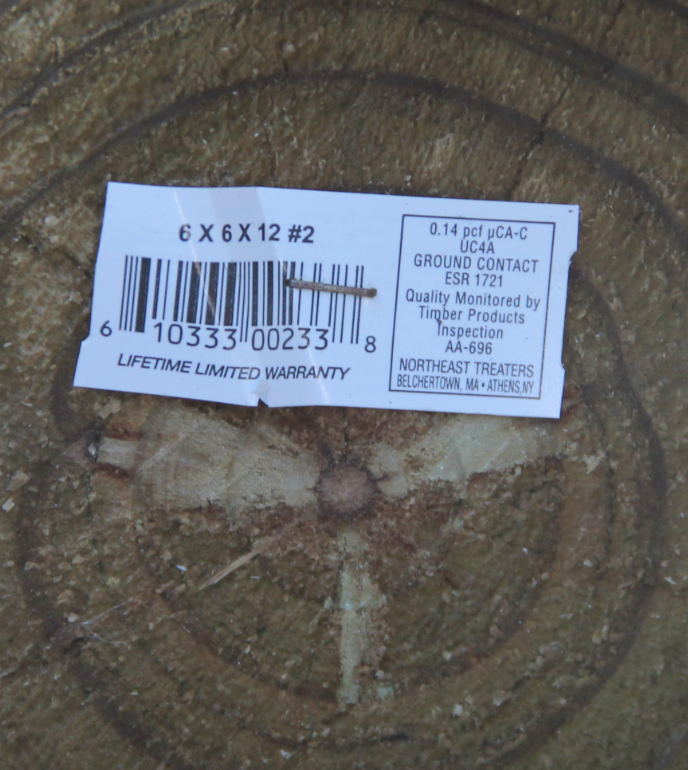 6 X 6 X 12 #2
6 10333 00233 8
LIFETIME LIMITED WARRANTY
0.14 pcf µCA-C
UC4A
GROUND CONTACT
ESR 1721
Quality Monitored by
Timber Products
Inspection
AA-696
NORTHEAST TREATERS
BELCHERTOWN, MA • ATHENS,NY